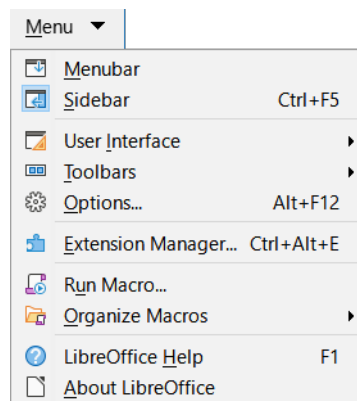 Menu
Menubar
Sidebar Ctrl+F5
User Interface
Toolbars
Options... Alt+F12
Extension Manager... Ctrl+Alt+E
Run Macro...
Organize Macros
LibreOffice Help F1
About LibreOffice